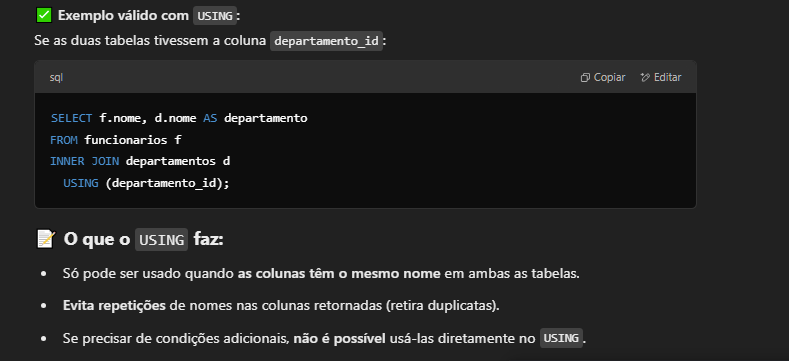 ✅ Exemplo válido com USING:
Se as duas tabelas tivessem a coluna departamento_id:
sql
Copiar
Editar
SELECT f.nome, d.nome AS departamento
FROM funcionarios f
INNER JOIN departamentos d
  USING (departamento_id);
📝 O que o USING faz:
• Só pode ser usado quando as colunas têm o mesmo nome em ambas as tabelas.
• Evita repetições de nomes nas colunas retornadas (retira duplicatas).
• Se precisar de condições adicionais, não é possível usá-las diretamente no USING.